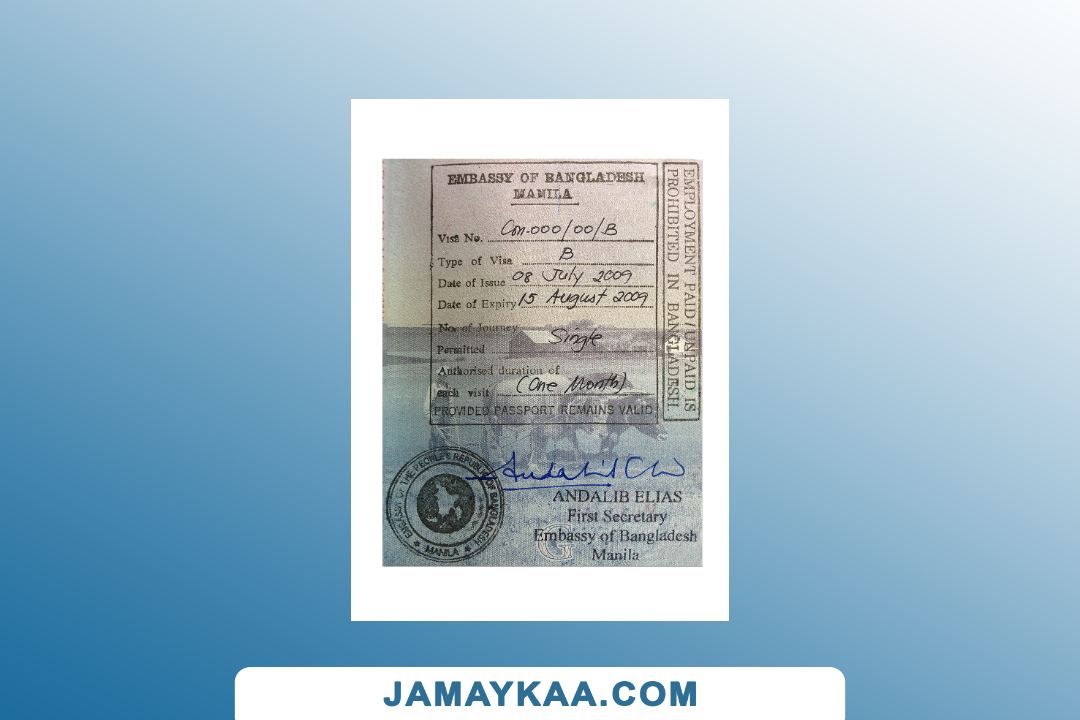 EMBASSY OF BANGLADESH
MANILA
Visa No. Con-000/00/B
Type of Visa B
Date of Issue 08 July 2009
Date of Expiry 15 August 2009
No. of Journey
Permitted Single
Authorised duration of
each visit (One Month)
PROVIDED PASSPORT REMAINS VALID
EMPLOYMENT PAID / UNPAID IS
PROHIBITED IN BANGLADESH.
EMBASSY OF THE PEOPLE'S REPUBLIC OF BANGLADESH
★ MANILA ★
ANDALIB ELIAS
First Secretary
Embassy of Bangladesh
Manila
G
JAMAYKAA.COM